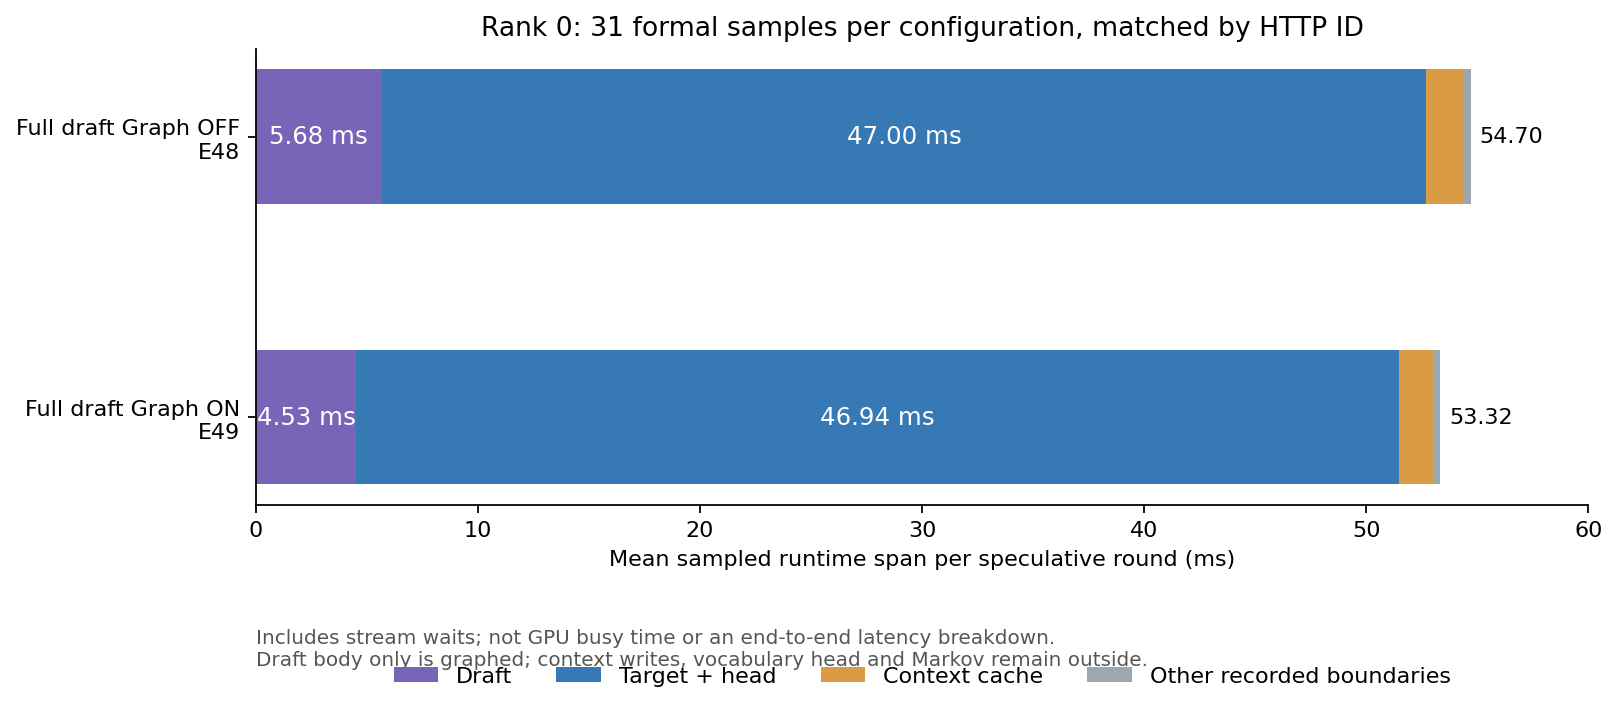 Rank 0: 31 formal samples per configuration, matched by HTTP ID
Full draft Graph OFF
E48
5.68 ms
47.00 ms
54.70
Full draft Graph ON
E49
4.53 ms
46.94 ms
53.32
0 10 20 30 40 50 60
Mean sampled runtime span per speculative round (ms)
Includes stream waits; not GPU busy time or an end-to-end latency breakdown.
Draft body only is graphed; context writes, vocabulary head and Markov remain outside.
Draft Target + head Context cache Other recorded boundaries